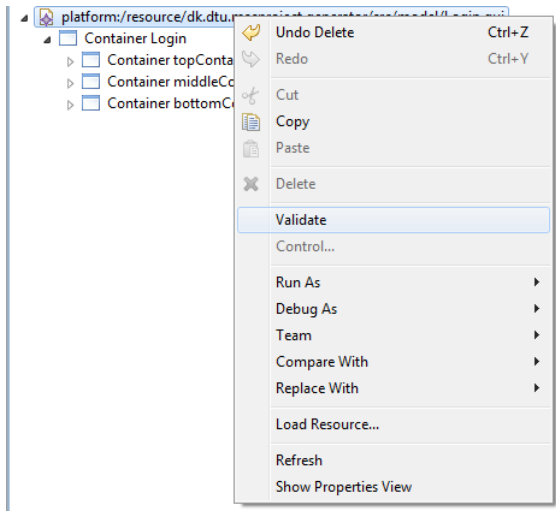 platform:/resource/dk.dtu.
Container Login
Container topConta
Container middleCo
Container bottomC
Undo Delete Ctrl+Z
Redo Ctrl+Y
Cut
Copy
Paste
Delete
Validate
Control...
Run As
Debug As
Team
Compare With
Replace With
Load Resource...
Refresh
Show Properties View